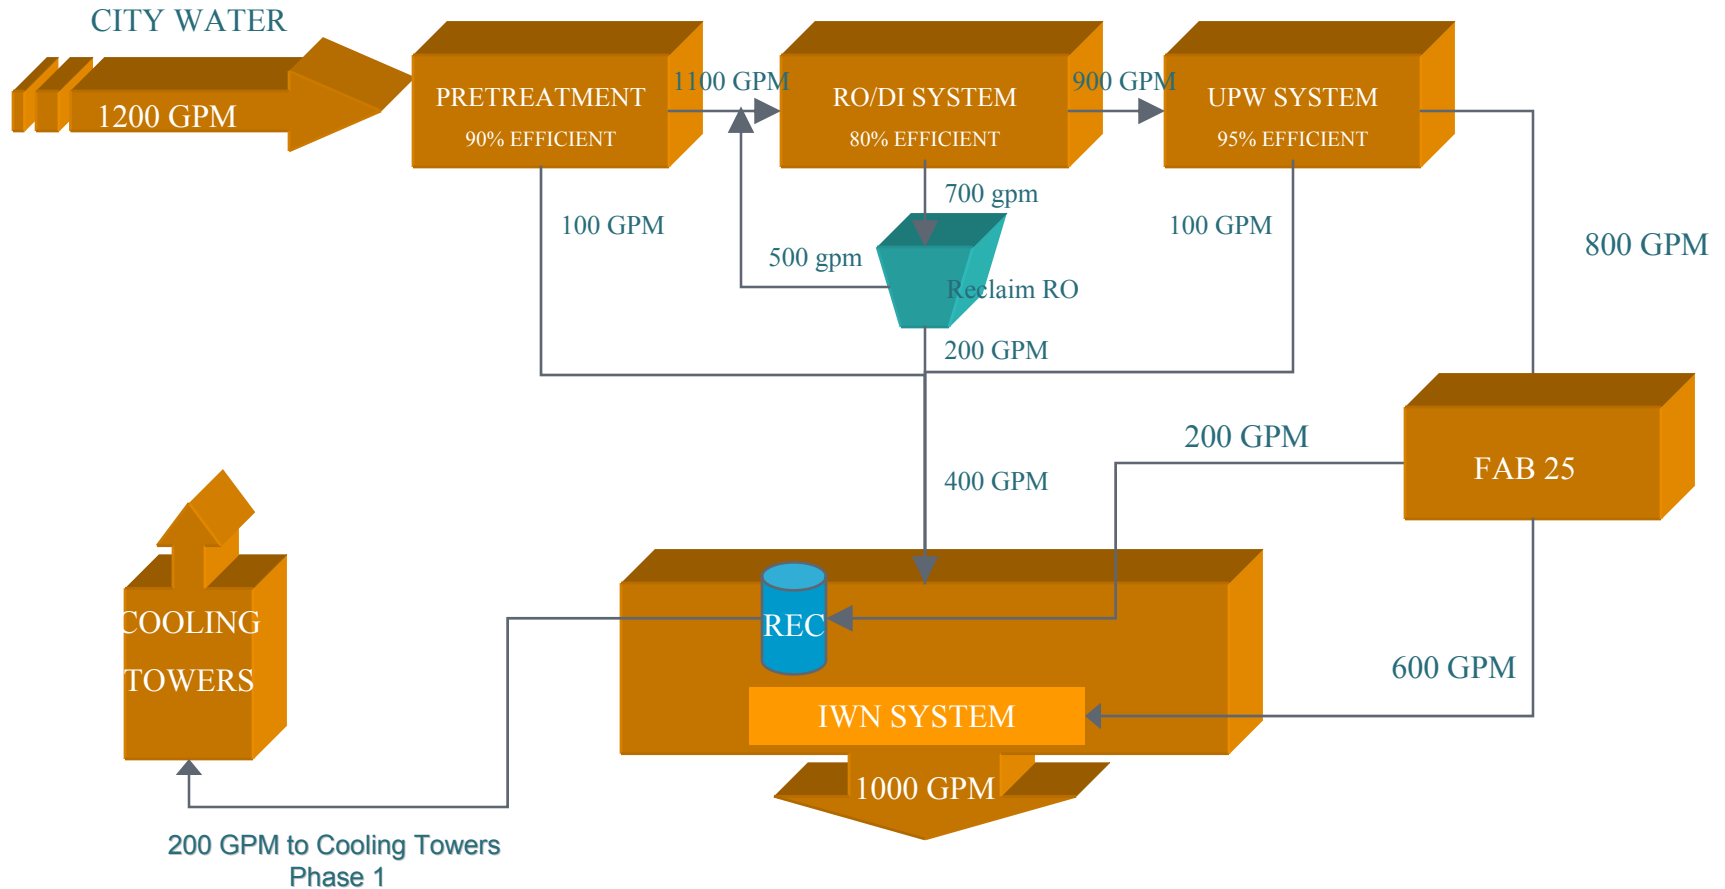 CITY WATER
1200 GPM
PRETREATMENT
90% EFFICIENT
1100 GPM
RO/DI SYSTEM
80% EFFICIENT
900 GPM
UPW SYSTEM
95% EFFICIENT
700 gpm
100 GPM
100 GPM
800 GPM
500 gpm
Reclaim RO
200 GPM
200 GPM
FAB 25
400 GPM
COOLING
TOWERS
REC
600 GPM
IWN SYSTEM
1000 GPM
200 GPM to Cooling Towers
Phase 1